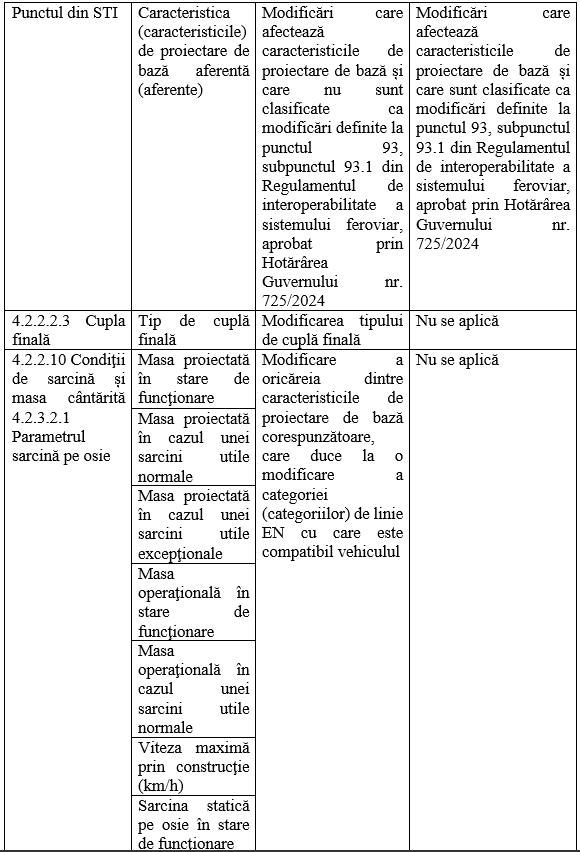 Punctul din STI
Caracteristica
(caracteristicile)
de proiectare de
bază aferentă
(aferente)
Modificări care
afectează
caracteristicile de
proiectare de bază și
care nu sunt
clasificate ca
modificări definite la
punctul 93,
subpunctul 93.1 din
Regulamentul de
interoperabilitate a
sistemului feroviar,
aprobat prin
Hotărârea
Guvernului nr.
725/2024
Modificări care
afectează
caracteristicile de
proiectare de bază și
care sunt clasificate ca
modificări definite la
punctul 93, subpunctul
93.1 din Regulamentul
de interoperabilitate a
sistemului feroviar,
aprobat prin Hotărârea
Guvernului nr.
725/2024
4.2.2.2.3 Cupla
finală
Tip de cuplă
finală
Modificarea tipului
de cuplă finală
Nu se aplică
4.2.2.10 Condiţii
de sarcină și
masa cântărită
4.2.3.2.1
Parametrul
sarcină pe osie
Masa proiectată
în stare de
funcţionare
Masa proiectată
în cazul unei
sarcini utile
normale
Masa proiectată
în cazul unei
sarcini utile
excepţionale
Masa
operaţională în
stare de
funcţionare
Masa
operaţională în
cazul unei
sarcini utile
normale
Viteza maximă
prin construcţie
(km/h)
Sarcina statică
pe osie în stare
de funcționare
Modificare a
oricăreia dintre
caracteristicile de
proiectare de bază
corespunzătoare,
care duce la o
modificare a
categoriei
(categoriilor) de linie
EN cu care este
compatibil vehiculul
Nu se aplică